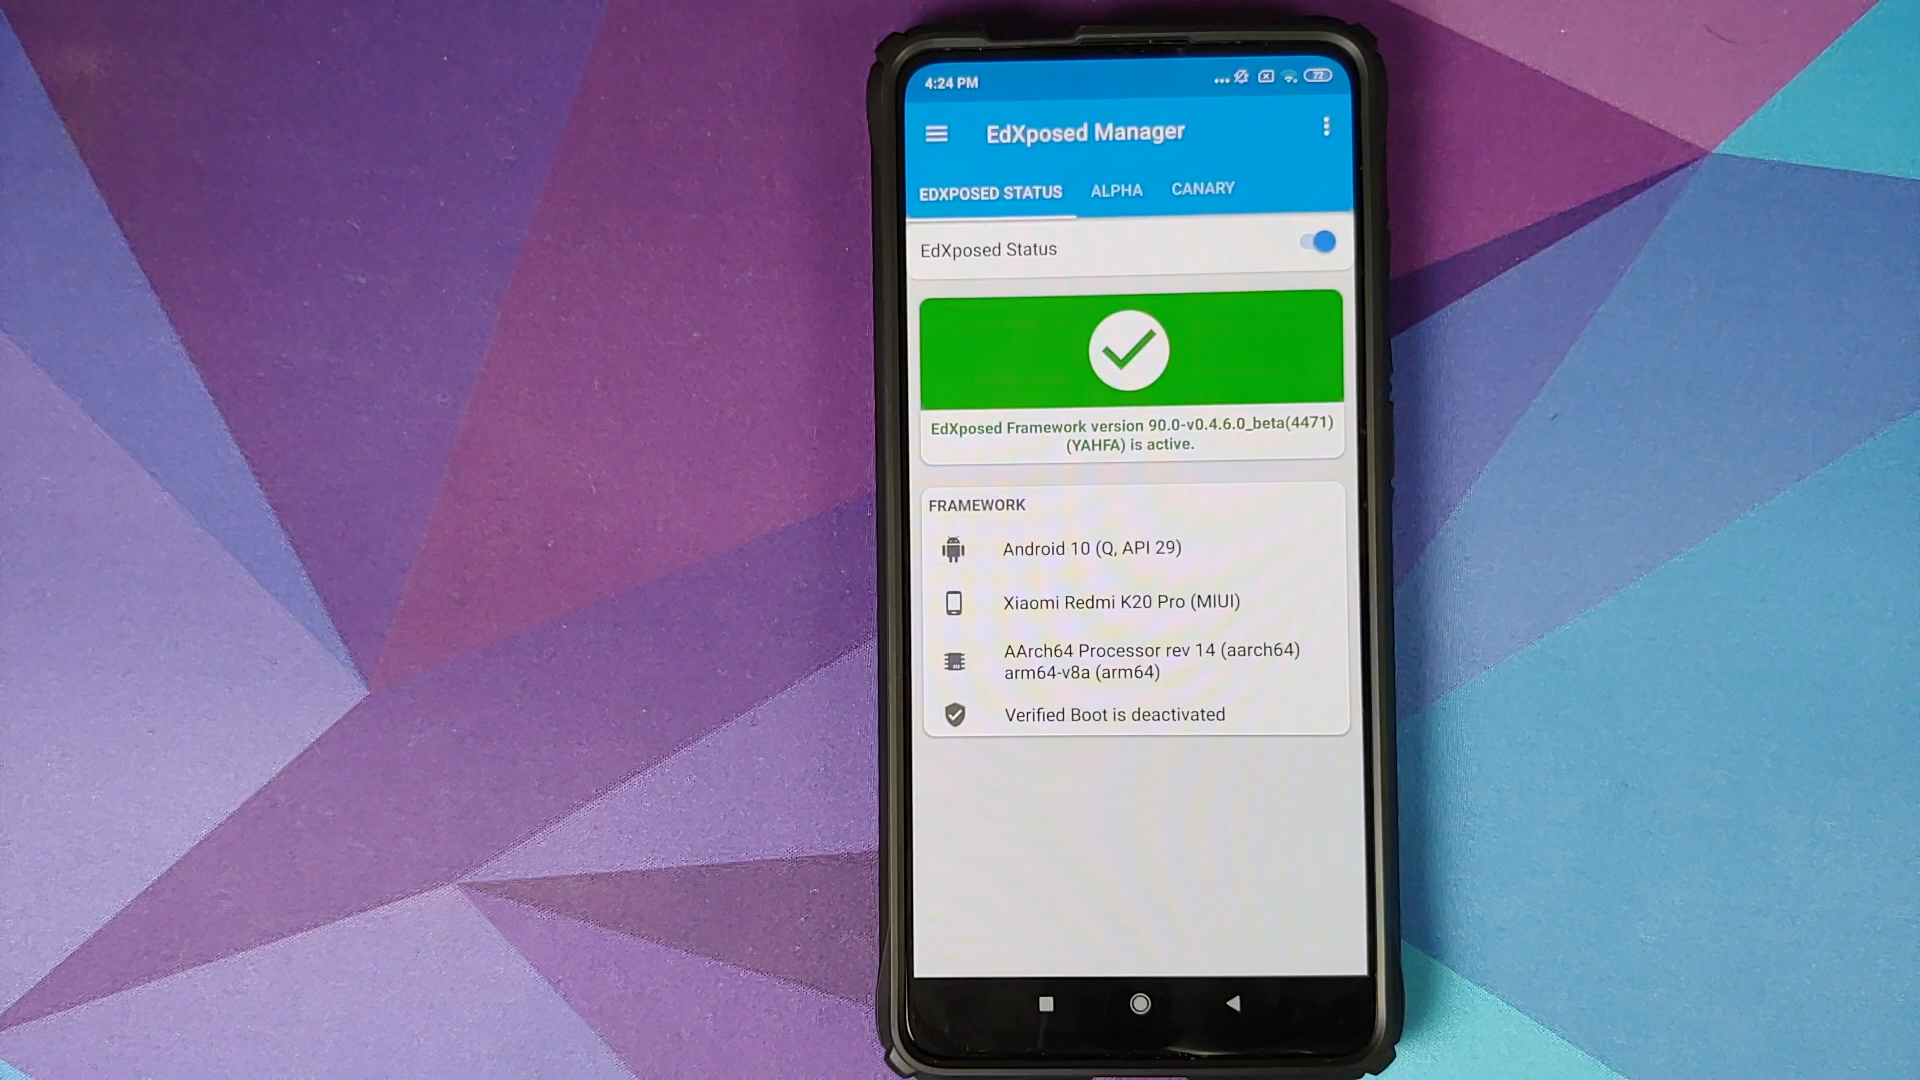 4:24 PM
72
EdXposed Manager
EDXPOSED STATUS
ALPHA
CANARY
EdXposed Status
EdXposed Framework version 90.0-v0.4.6.0_beta(4471)
(YAHFA) is active.
FRAMEWORK
Android 10 (Q, API 29)
Xiaomi Redmi K20 Pro (MIUI)
AArch64 Processor rev 14 (aarch64)
arm64-v8a (arm64)
Verified Boot is deactivated